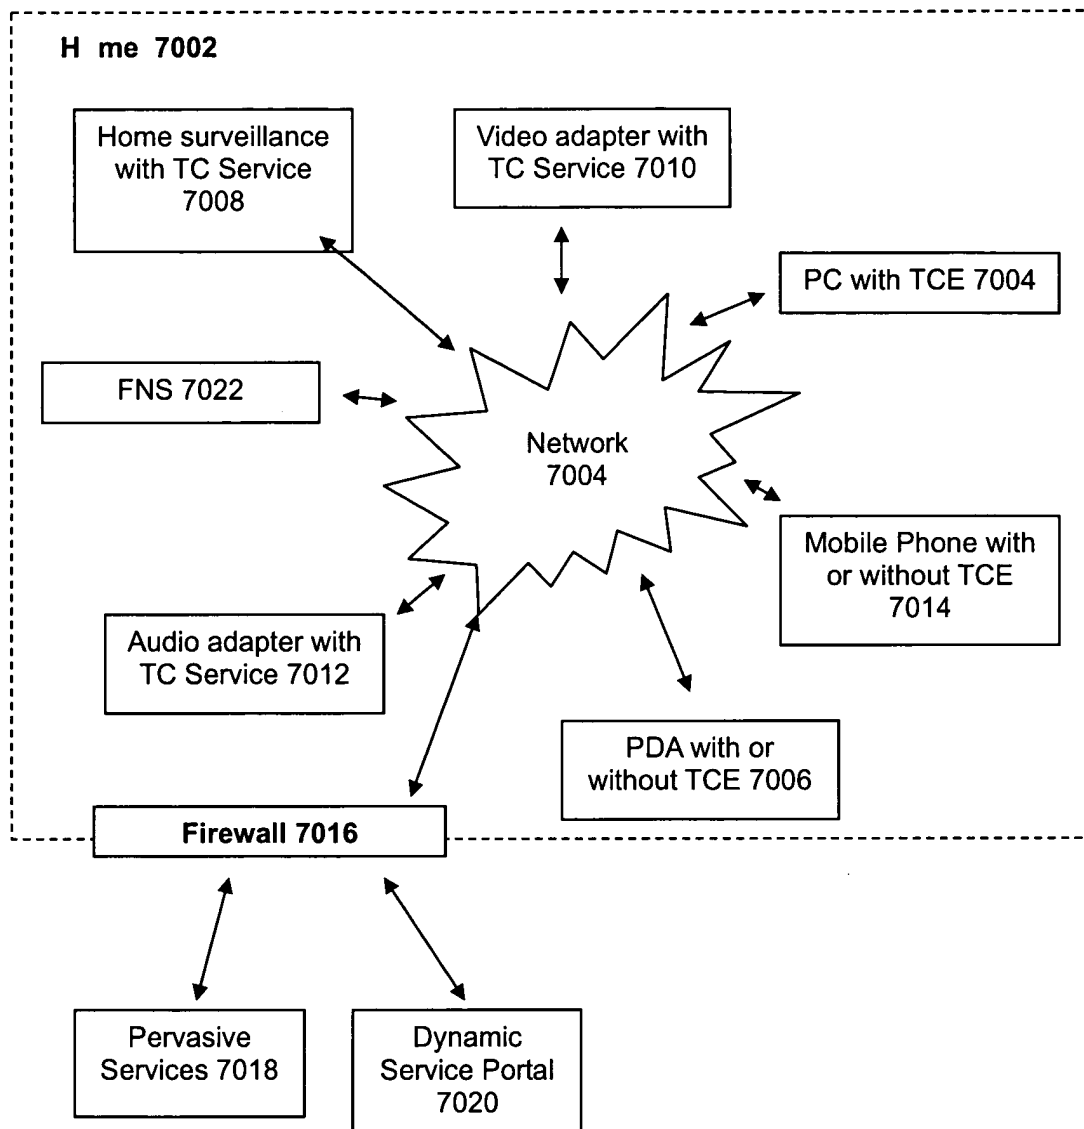 H me 7002
Home surveillance
with TC Service
7008
Video adapter with
TC Service 7010
PC with TCE 7004
FNS 7022
Network
7004
Mobile Phone with
or without TCE
7014
Audio adapter with
TC Service 7012
PDA with or
without TCE 7006
Firewall 7016
Pervasive
Services 7018
Dynamic
Service Portal
7020